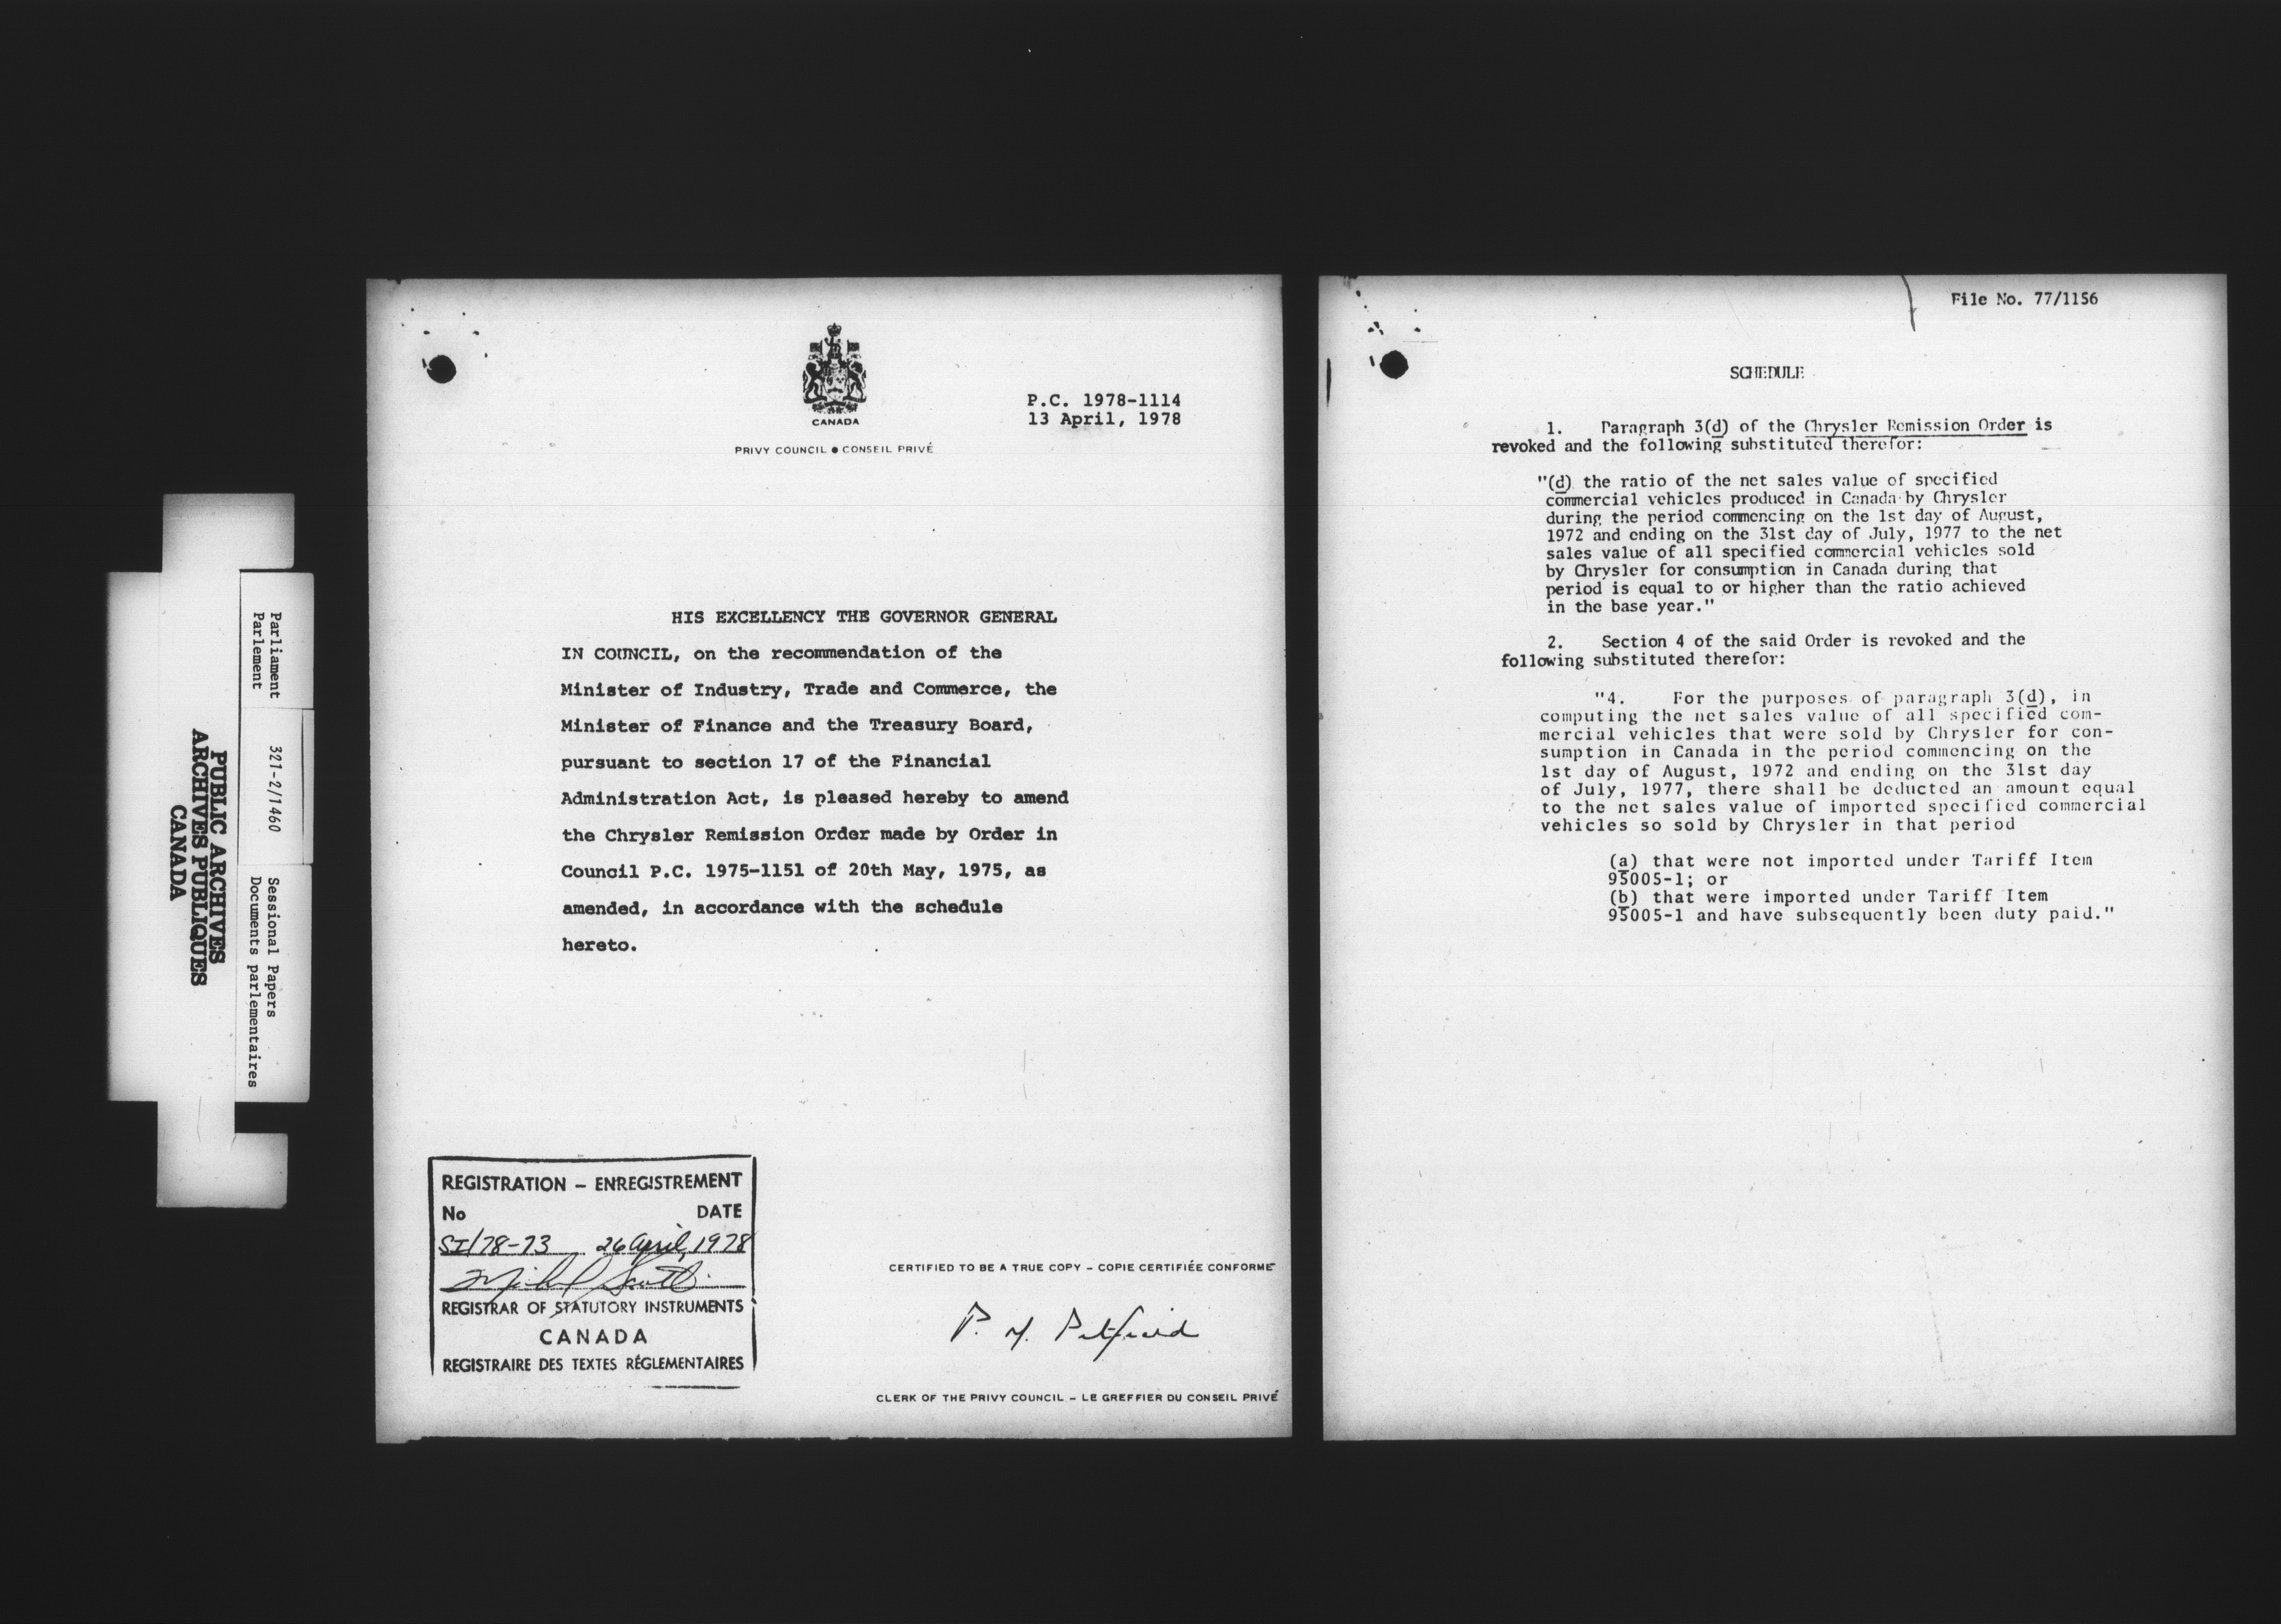 Parliament
Parlement
321-2/1460
Sessional Papers
Documents parlementaires
PUBLIC ARCHIVES
ARCHIVES PUBLIQUES
CANADA
CANADA
PRIVY COUNCIL ● CONSEIL PRIVÉ
P.C. 1978-1114
13 April, 1978
HIS EXCELLENCY THE GOVERNOR GENERAL
IN COUNCIL, on the recommendation of the
Minister of Industry, Trade and Commerce, the
Minister of Finance and the Treasury Board,
pursuant to section 17 of the Financial
Administration Act, is pleased hereby to amend
the Chrysler Remission Order made by Order in
Council P.C. 1975-1151 of 20th May, 1975, as
amended, in accordance with the schedule
hereto.
REGISTRATION – ENREGISTREMENT
No DATE
SI/78-73 26 April, 1978
REGISTRAR OF STATUTORY INSTRUMENTS
CANADA
REGISTRAIRE DES TEXTES RÉGLEMENTAIRES
CERTIFIED TO BE A TRUE COPY – COPIE CERTIFIÉE CONFORME
P. M. Pitfield
CLERK OF THE PRIVY COUNCIL – LE GREFFIER DU CONSEIL PRIVÉ
File No. 77/1156
SCHEDULE
1. Paragraph 3(d) of the Chrysler Remission Order is
revoked and the following substituted therefor:
"(d) the ratio of the net sales value of specified
commercial vehicles produced in Canada by Chrysler
during the period commencing on the 1st day of August,
1972 and ending on the 31st day of July, 1977 to the net
sales value of all specified commercial vehicles sold
by Chrysler for consumption in Canada during that
period is equal to or higher than the ratio achieved
in the base year."
2. Section 4 of the said Order is revoked and the
following substituted therefor:
"4. For the purposes of paragraph 3(d), in
computing the net sales value of all specified com-
mercial vehicles that were sold by Chrysler for con-
sumption in Canada in the period commencing on the
1st day of August, 1972 and ending on the 31st day
of July, 1977, there shall be deducted an amount equal
to the net sales value of imported specified commercial
vehicles so sold by Chrysler in that period
(a) that were not imported under Tariff Item
95005-1; or
(b) that were imported under Tariff Item
95005-1 and have subsequently been duty paid."